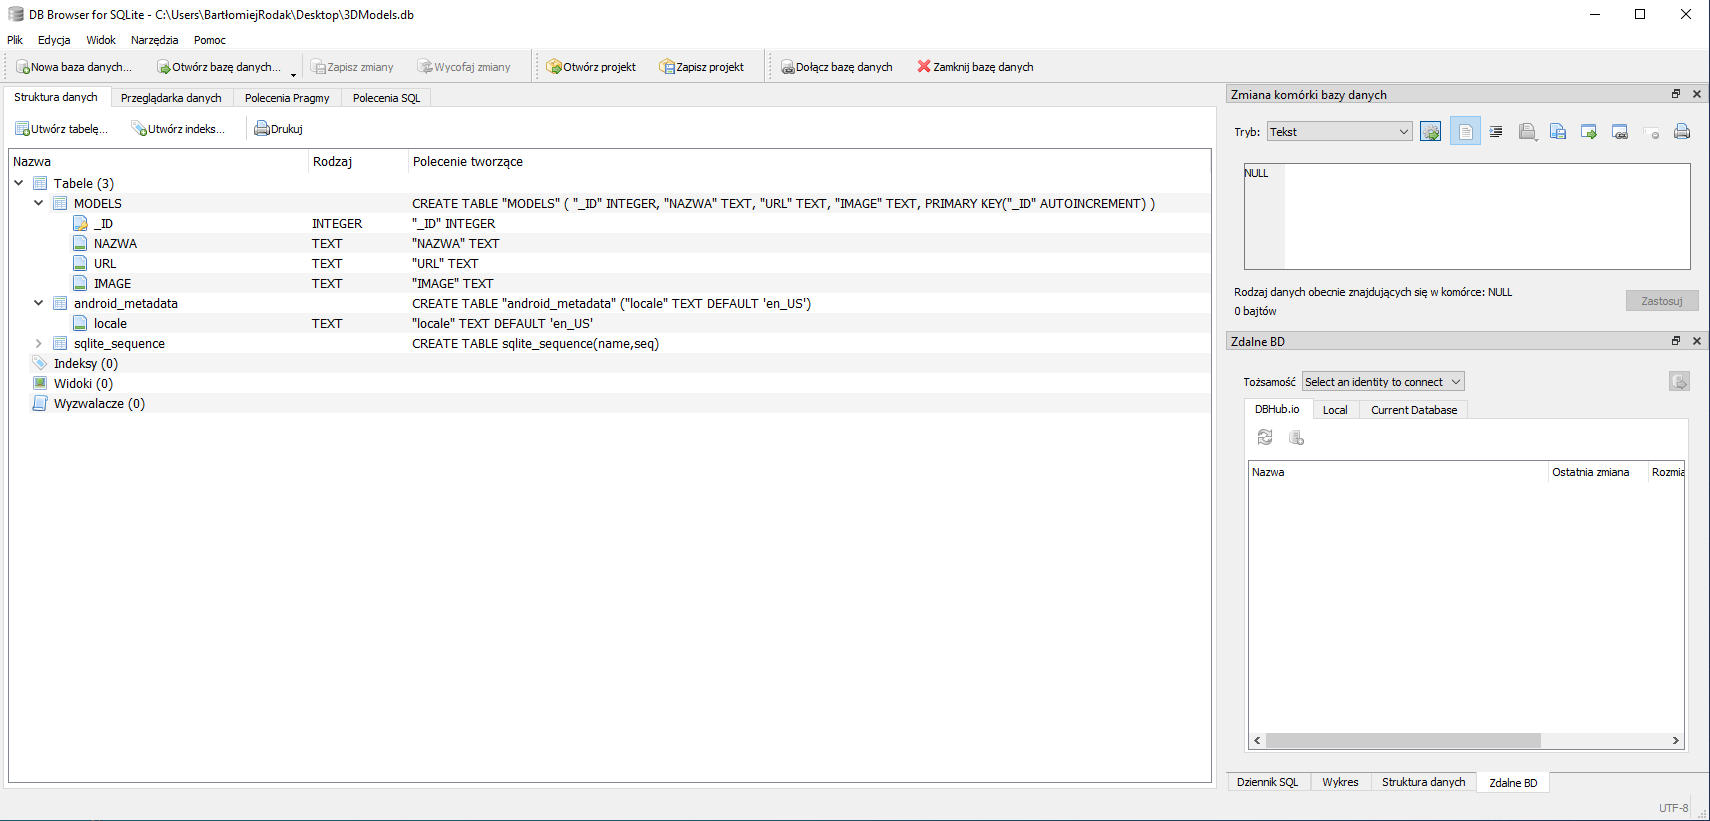 DB Browser for SQLite - C:\Users\BartłomiejRodak\Desktop\3DModels.db
Plik Edycja Widok Narzędzia Pomoc
Nowa baza danych... Otwórz bazę danych... Zapisz zmiany Wycofaj zmiany Otwórz projekt Zapisz projekt Dołącz bazę danych Zamknij bazę danych
Struktura danych Przeglądarka danych Polecenia Pragmy Polecenia SQL
Utwórz tabelę... Utwórz indeks... Drukuj
Nazwa Rodzaj Polecenie tworzące
Tabele (3)
MODELS CREATE TABLE "MODELS" ( "_ID" INTEGER, "NAZWA" TEXT, "URL" TEXT, "IMAGE" TEXT, PRIMARY KEY("_ID" AUTOINCREMENT) )
_ID INTEGER "_ID" INTEGER
NAZWA TEXT "NAZWA" TEXT
URL TEXT "URL" TEXT
IMAGE TEXT "IMAGE" TEXT
android_metadata CREATE TABLE "android_metadata" ("locale" TEXT DEFAULT 'en_US')
locale TEXT "locale" TEXT DEFAULT 'en_US'
sqlite_sequence CREATE TABLE sqlite_sequence(name,seq)
Indeksy (0)
Widoki (0)
Wyzwalacze (0)
Zmiana komórki bazy danych
Tryb: Tekst
NULL
Rodzaj danych obecnie znajdujących się w komórce: NULL
0 bajtów
Zastosuj
Zdalne BD
Tożsamość Select an identity to connect
DBHub.io Local Current Database
Nazwa Ostatnia zmiana Rozmia
Dziennik SQL Wykres Struktura danych Zdalne BD
UTF-8